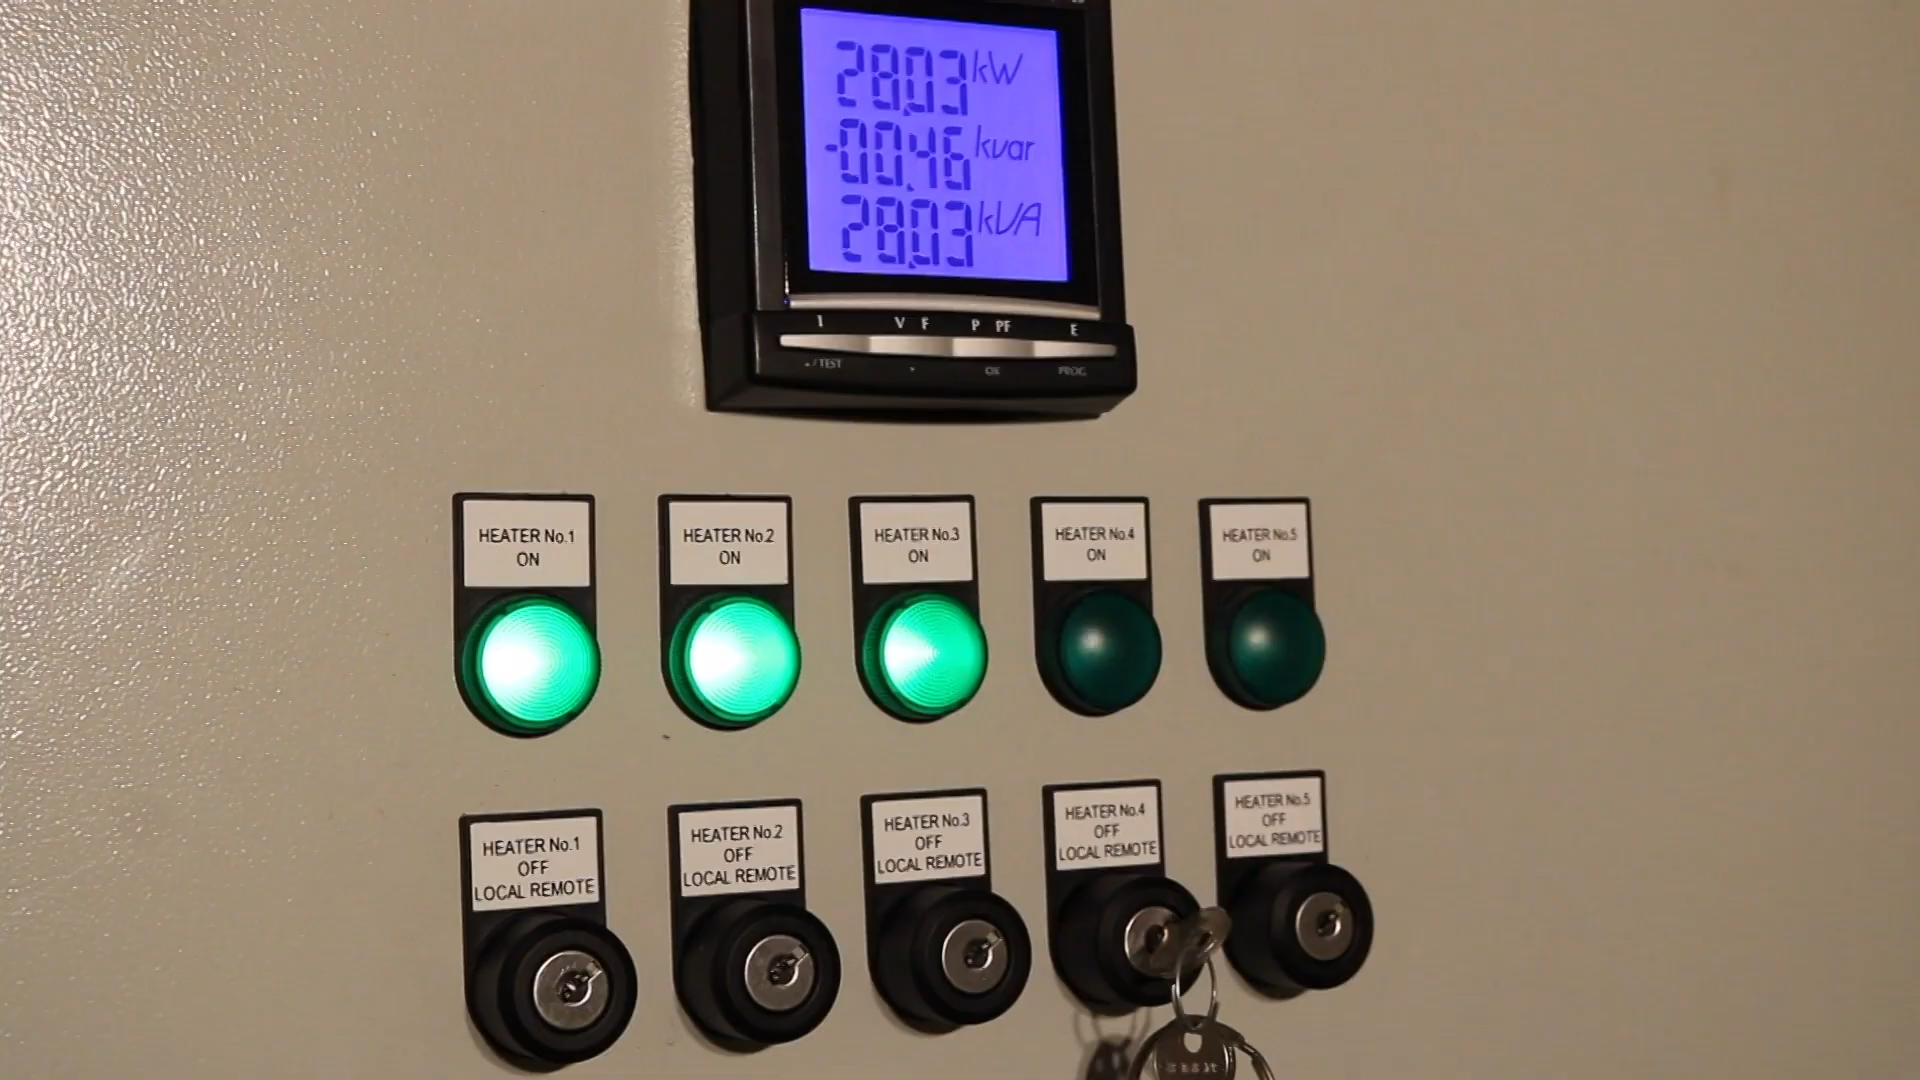 28.03 kW
-00.46 kvar
28.03 kVA
I V F P PF E
/TEST OK PROG
HEATER No.1
ON
HEATER No.2
ON
HEATER No.3
ON
HEATER No.4
ON
HEATER No.5
ON
HEATER No.1
OFF
LOCAL REMOTE
HEATER No.2
OFF
LOCAL REMOTE
HEATER No.3
OFF
LOCAL REMOTE
HEATER No.4
OFF
LOCAL REMOTE
HEATER No.5
OFF
LOCAL REMOTE